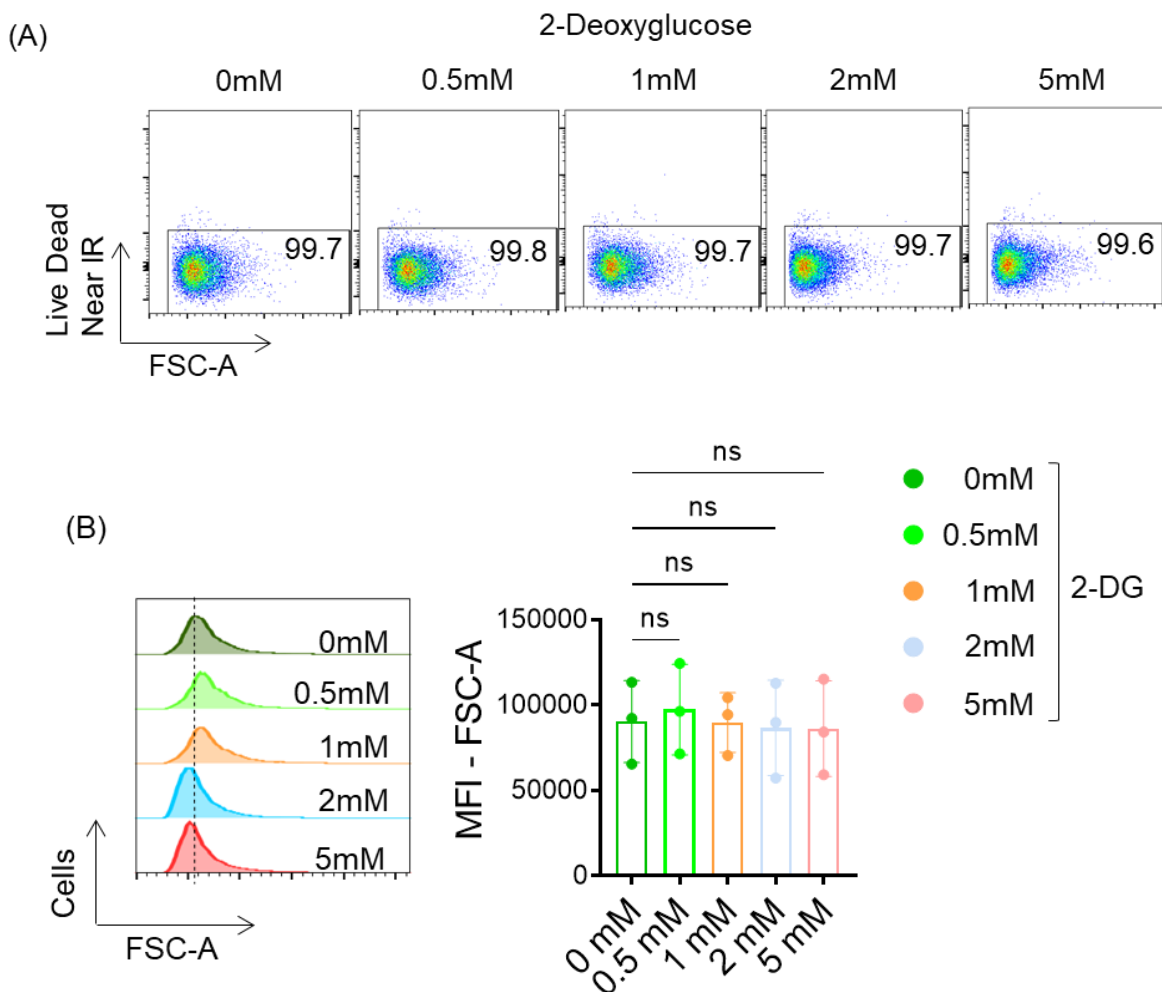 (A)
2-Deoxyglucose
0mM
0.5mM
1mM
2mM
5mM
99.7
99.8
99.7
99.7
99.6
Live Dead
Near IR
FSC-A
(B)
0mM
0.5mM
1mM
2mM
5mM
Cells
FSC-A
ns
ns
ns
ns
150000
100000
50000
0
MFI - FSC-A
0 mM
0.5 mM
1 mM
2 mM
5 mM
0mM
0.5mM
1mM
2mM
5mM
2-DG